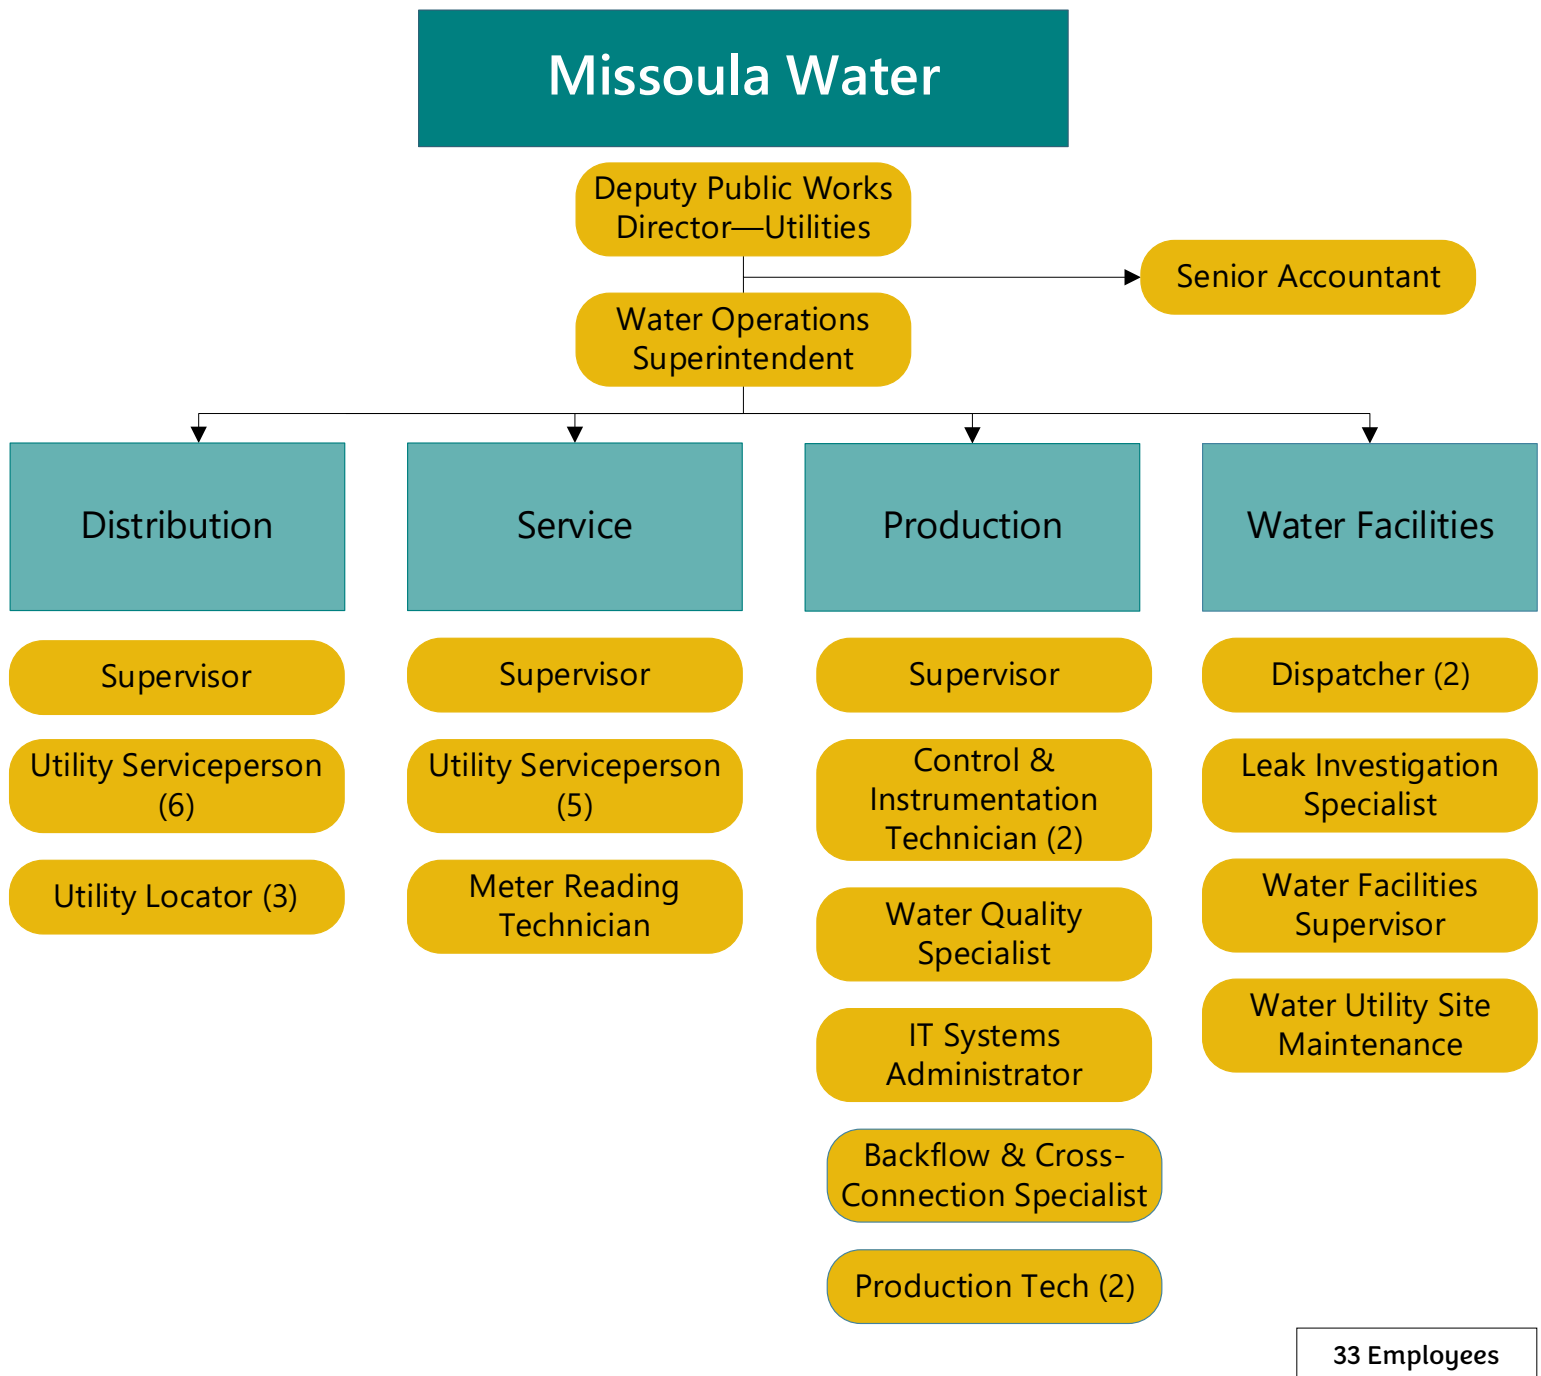 Missoula Water
Deputy Public Works
Director—Utilities
Senior Accountant
Water Operations
Superintendent
Distribution
Supervisor
Utility Serviceperson
(6)
Utility Locator (3)
Service
Supervisor
Utility Serviceperson
(5)
Meter Reading
Technician
Production
Supervisor
Control &
Instrumentation
Technician (2)
Water Quality
Specialist
IT Systems
Administrator
Backflow & Cross-
Connection Specialist
Production Tech (2)
Water Facilities
Dispatcher (2)
Leak Investigation
Specialist
Water Facilities
Supervisor
Water Utility Site
Maintenance
33 Employees